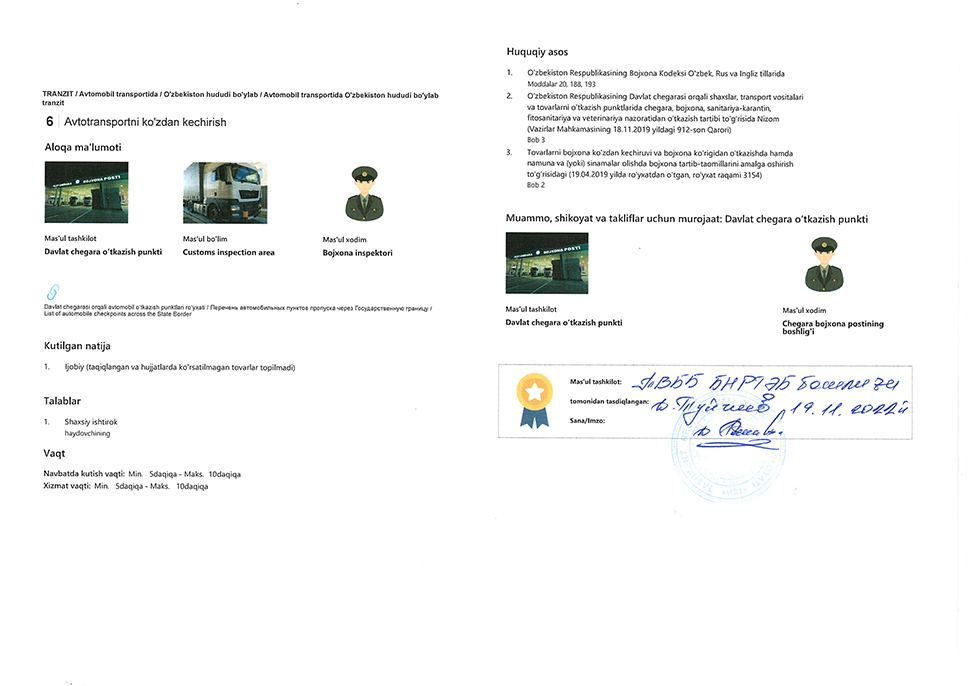 TRANZIT / Avtomobil transportida / O'zbekiston hududi bo'ylab / Avtomobil transportida O'zbekiston hududi bo'ylab
tranzit
6 Avtotransportni ko'zdan kechirish
Aloqa ma'lumoti
BOJXONA POSTI
Mas'ul tashkilot
Davlat chegara o'tkazish punkti
Mas'ul bo'lim
Customs inspection area
Mas'ul xodim
Bojxona inspektori
Davlat chegarasi orqali avtomobil o'tkazish punktlari ro'yxati / Перечень автомобильных пунктов пропуска через Государственную границу /
List of automobile checkpoints across the State Border
Kutilgan natija
1. Ijobiy (taqiqlangan va hujjatlarda ko'rsatilmagan tovarlar topilmadi)
Talablar
1. Shaxsiy ishtirok
haydovchining
Vaqt
Navbatda kutish vaqti: Min. 5daqiqa - Maks. 10daqiqa
Xizmat vaqti: Min. 5daqiqa - Maks. 10daqiqa
Huquqiy asos
1. O'zbekiston Respublikasining Bojxona Kodeksi O'zbek, Rus va Ingliz tillarida
Moddalar 20, 188, 193
2. O'zbekiston Respublikasining Davlat chegarasi orqali shaxslar, transport vositalari
va tovarlarni o'tkazish punktlarida chegara, bojxona, sanitariya-karantin,
fitosanitariya va veterinariya nazoratidan o'tkazish tartibi to'g'risida Nizom
(Vazirlar Mahkamasining 18.11.2019 yildagi 912-son Qarori)
Bob 3
3. Tovarlarni bojxona ko'zdan kechiruvi va bojxona ko'rigidan o'tkazishda hamda
namuna va (yoki) sinamalar olishda bojxona tartib-taomillarini amalga oshirish
to'g'risidagi (19.04.2019 yilda ro'yxatdan o'tgan, ro'yxat raqami 3154)
Bob 2
Muammo, shikoyat va takliflar uchun murojaat: Davlat chegara o'tkazish punkti
BOJXONA POSTI
Mas'ul tashkilot
Davlat chegara o'tkazish punkti
Mas'ul xodim
Chegara bojxona postining
boshlig'i
Mas'ul tashkilot:
tomonidan tasdiqlangan: 19.11.2022й
Sana/Imzo: